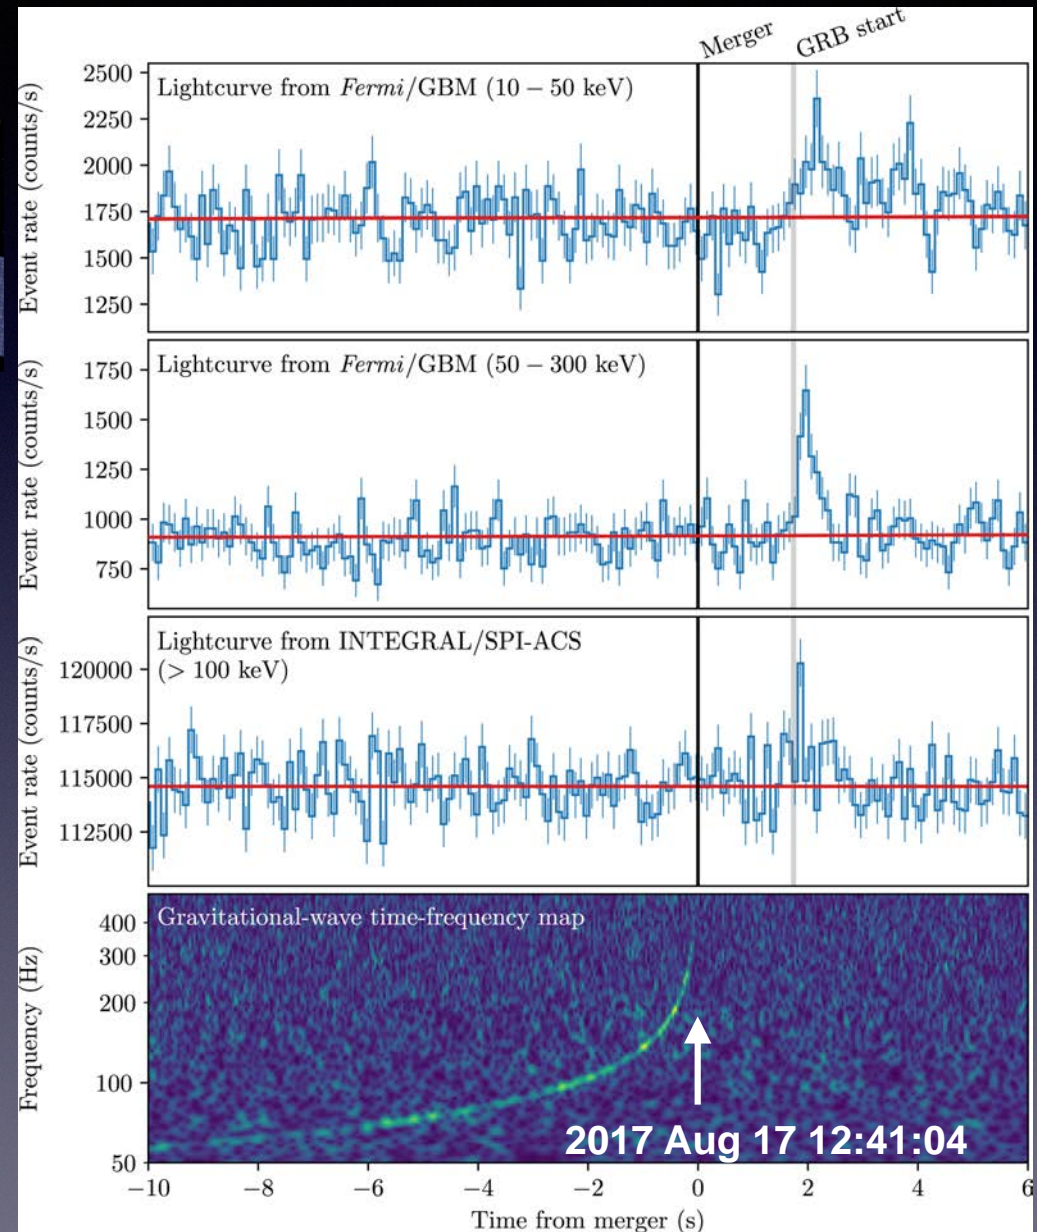 Merger GRB start
Lightcurve from Fermi/GBM (10 − 50 keV)
Event rate (counts/s)
2500
2250
2000
1750
1500
1250
Lightcurve from Fermi/GBM (50 − 300 keV)
Event rate (counts/s)
1750
1500
1250
1000
750
Lightcurve from INTEGRAL/SPI-ACS
(> 100 keV)
Event rate (counts/s)
120000
117500
115000
112500
Gravitational-wave time-frequency map
Frequency (Hz)
400
300
200
100
50
2017 Aug 17 12:41:04
−10 −8 −6 −4 −2 0 2 4 6
Time from merger (s)